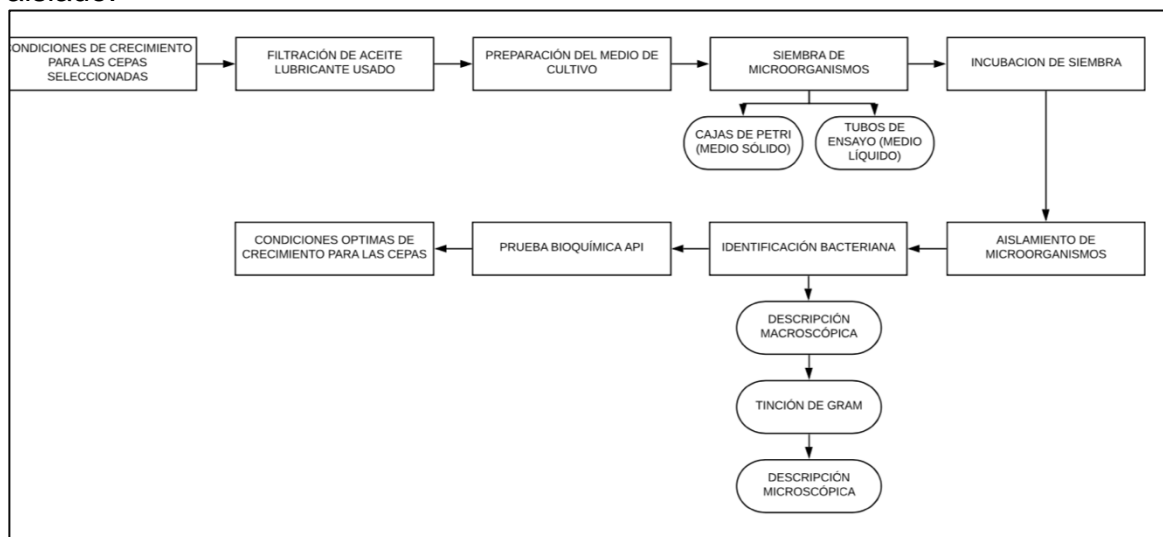 CONDICIONES DE CRECIMIENTO
PARA LAS CEPAS
SELECCIONADAS
FILTRACIÓN DE ACEITE
LUBRICANTE USADO
PREPARACIÓN DEL MEDIO DE
CULTIVO
SIEMBRA DE
MICROORGANISMOS
INCUBACION DE SIEMBRA
CAJAS DE PETRI
(MEDIO SÓLIDO)
TUBOS DE
ENSAYO (MEDIO
LÍQUIDO)
CONDICIONES OPTIMAS DE
CRECIMIENTO PARA LAS CEPAS
PRUEBA BIOQUÍMICA API
IDENTIFICACIÓN BACTERIANA
AISLAMIENTO DE
MICROORGANISMOS
DESCRIPCIÓN
MACROSCÓPICA
TINCIÓN DE GRAM
DESCRIPCIÓN
MICROSCÓPICA